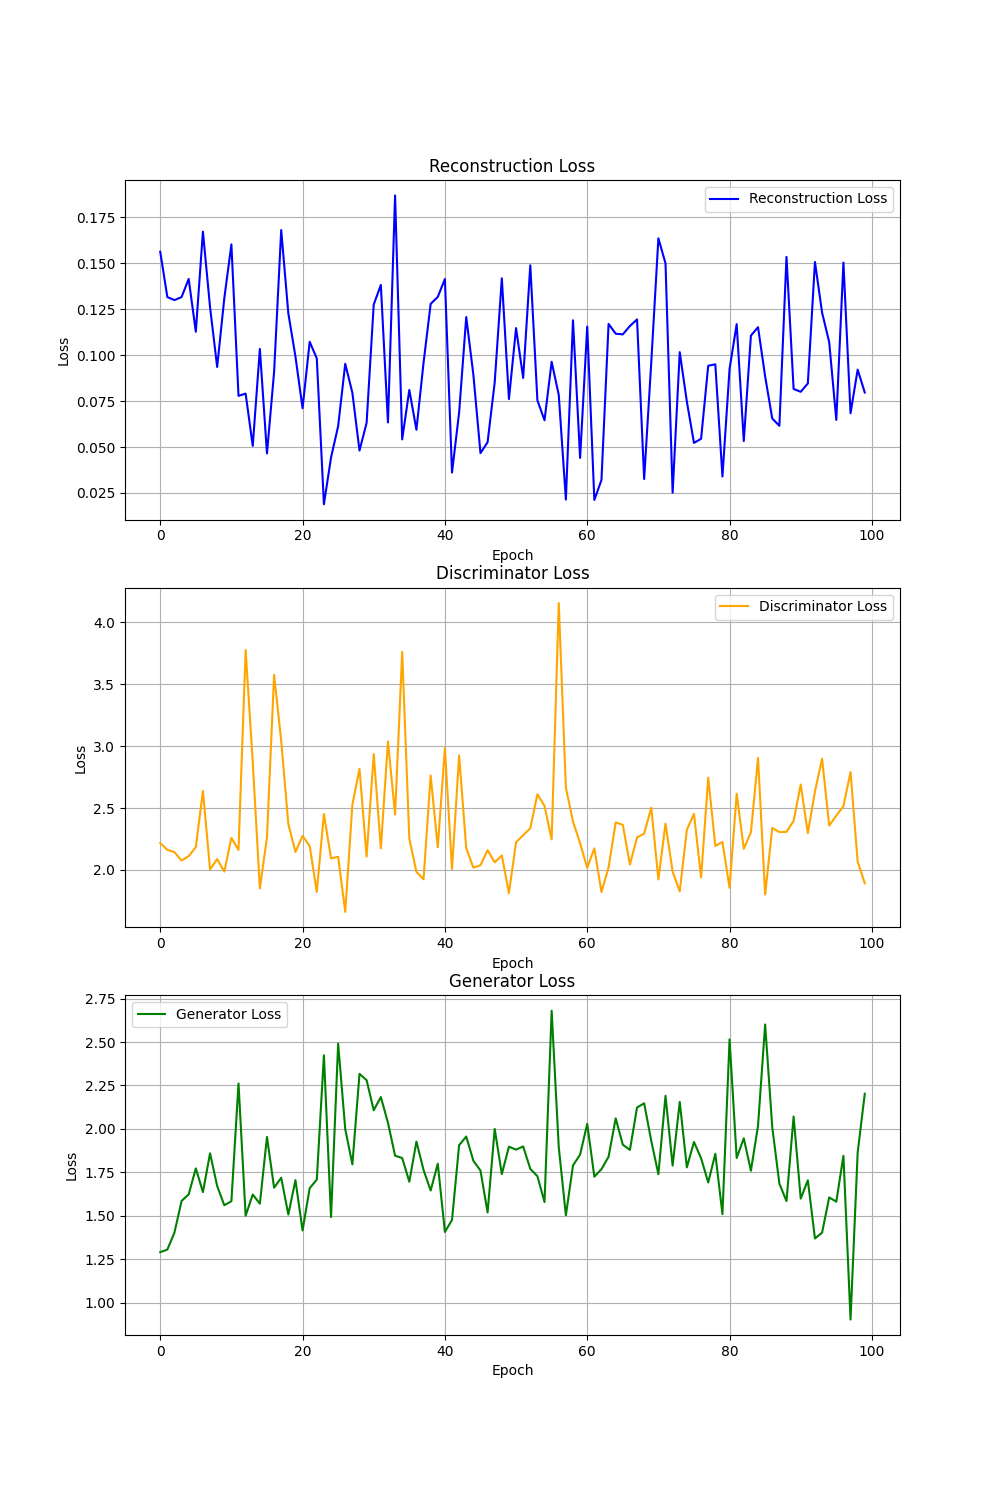 Reconstruction Loss
Reconstruction Loss
0.175
0.150
0.125
0.100
0.075
0.050
0.025
Loss
0 20 40 60 80 100
Epoch
Discriminator Loss
Discriminator Loss
4.0
3.5
3.0
2.5
2.0
Loss
0 20 40 60 80 100
Epoch
Generator Loss
Generator Loss
2.75
2.50
2.25
2.00
1.75
1.50
1.25
1.00
Loss
0 20 40 60 80 100
Epoch